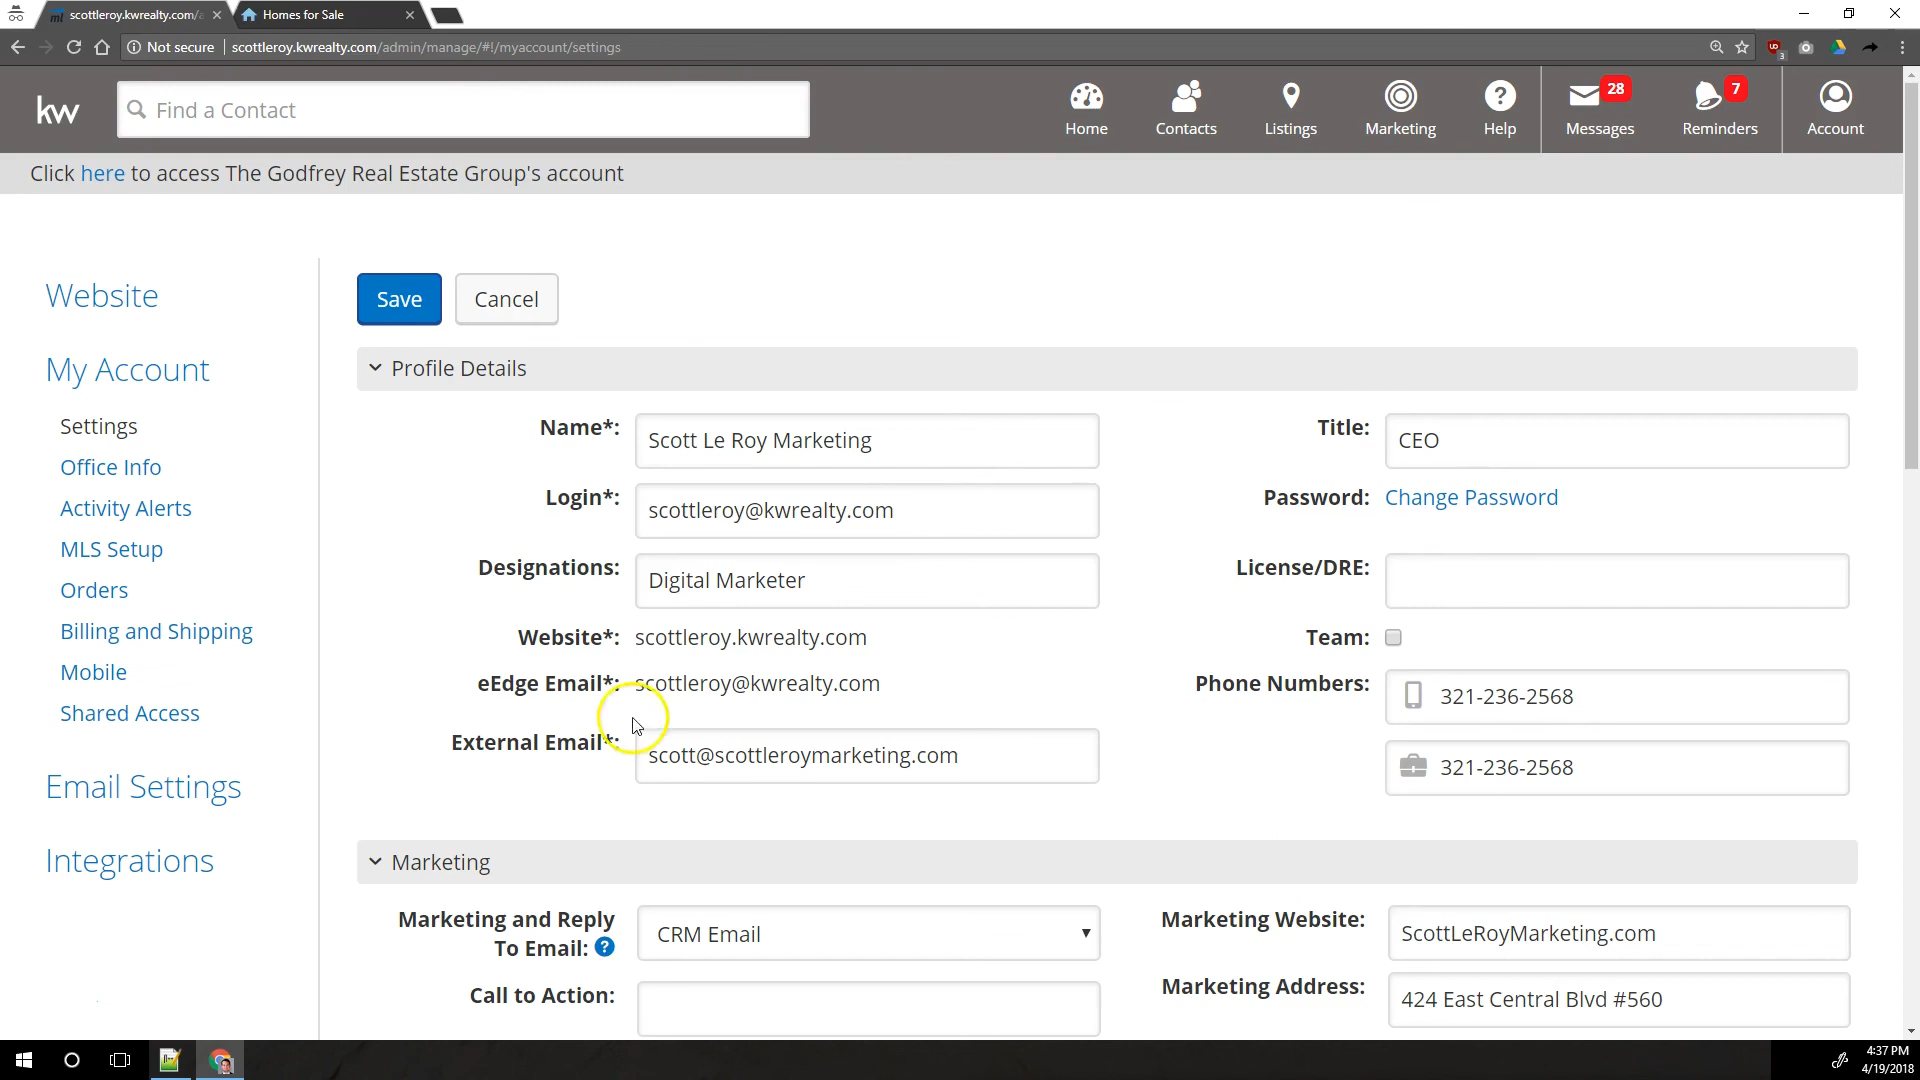 scottleroy.kwrealty.com/a
Homes for Sale
Not secure | scottleroy.kwrealty.com/admin/manage/#!/myaccount/settings
3
kw
Find a Contact
Home
Contacts
Listings
Marketing
? Help
28 Messages
7 Reminders
Account
Click here to access The Godfrey Real Estate Group's account
Website
My Account
Settings
Office Info
Activity Alerts
MLS Setup
Orders
Billing and Shipping
Mobile
Shared Access
Email Settings
Integrations
Save Cancel
Profile Details
Name*: Scott Le Roy Marketing
Title: CEO
Login*: scottleroy@kwrealty.com
Password: Change Password
Designations: Digital Marketer
License/DRE:
Website*: scottleroy.kwrealty.com
Team:
eEdge Email*: scottleroy@kwrealty.com
Phone Numbers: 321-236-2568
External Email*: scott@scottleroymarketing.com
321-236-2568
Marketing
Marketing and Reply
To Email: ?
CRM Email
Marketing Website: ScottLeRoyMarketing.com
Call to Action:
Marketing Address: 424 East Central Blvd #560
4:37 PM
4/19/2018